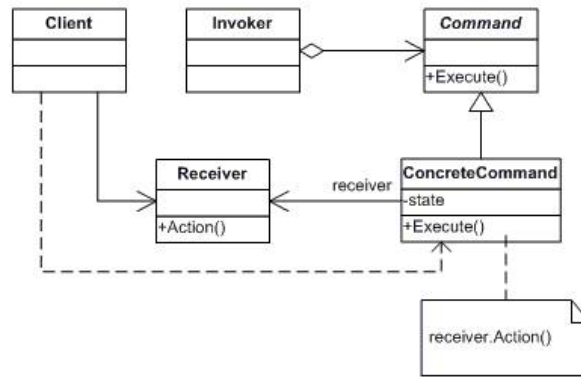 Client
Invoker
Command
+Execute()
Receiver
+Action()
receiver
ConcreteCommand
-state
+Execute()
receiver.Action()